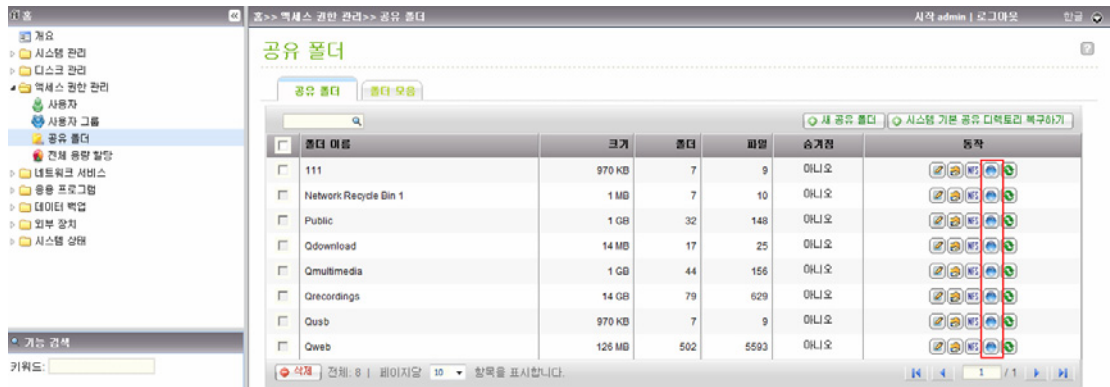 홈
홈>> 액세스 권한 관리>> 공유 폴더
시작 admin | 로그아웃
한글
개요
시스템 관리
디스크 관리
액세스 권한 관리
사용자
사용자 그룹
공유 폴더
전체 용량 할당
네트워크 서비스
응용 프로그램
데이터 백업
외부 장치
시스템 상태
기능 검색
키워드:
공유 폴더
공유 폴더 폴더 모음
새 공유 폴더 시스템 기본 공유 디렉토리 복구하기
폴더 이름 크기 폴더 파일 숨겨짐 동작
111 970 KB 7 9 아니오 NFS
Network Recycle Bin 1 1 MB 7 10 아니오 NFS
Public 1 GB 32 148 아니오 NFS
Qdownload 14 MB 17 25 아니오 NFS
Qmultimedia 1 GB 44 156 아니오 NFS
Qrecordings 14 GB 79 629 아니오 NFS
Qusb 970 KB 7 9 아니오 NFS
Qweb 126 MB 502 5593 아니오 NFS
삭제 전체: 8 | 페이지당 10 항목을 표시합니다. 1 / 1